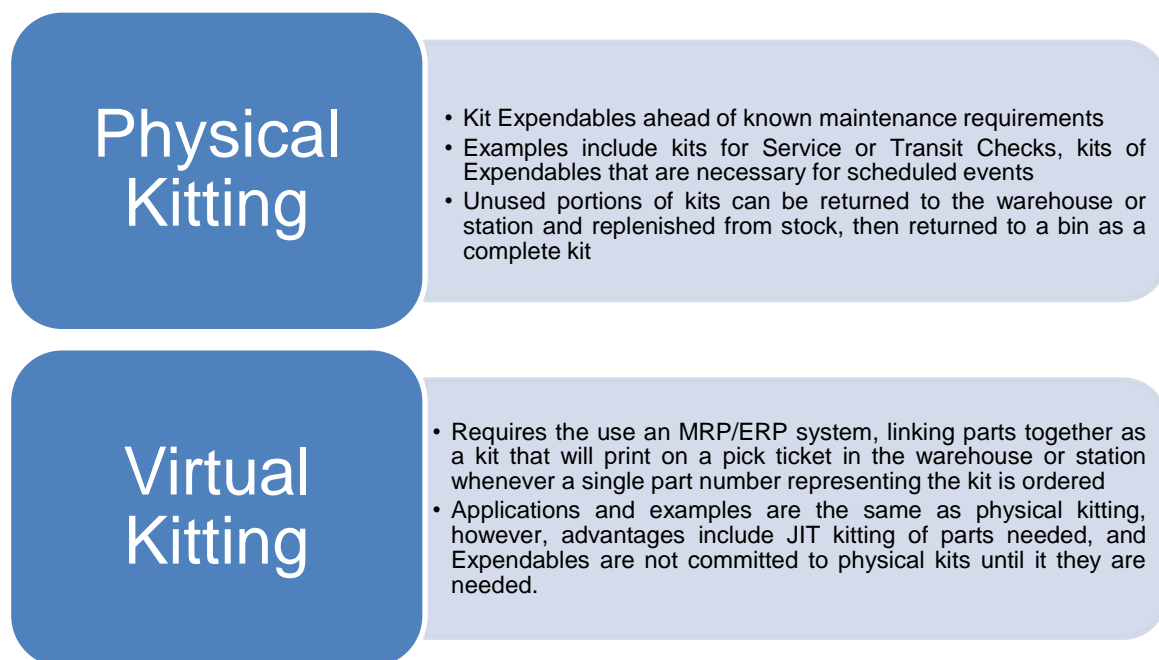 Physical
Kitting
• Kit Expendables ahead of known maintenance requirements
• Examples include kits for Service or Transit Checks, kits of
Expendables that are necessary for scheduled events
• Unused portions of kits can be returned to the warehouse or
station and replenished from stock, then returned to a bin as a
complete kit
Virtual
Kitting
• Requires the use an MRP/ERP system, linking parts together as
a kit that will print on a pick ticket in the warehouse or station
whenever a single part number representing the kit is ordered
• Applications and examples are the same as physical kitting,
however, advantages include JIT kitting of parts needed, and
Expendables are not committed to physical kits until it they are
needed.